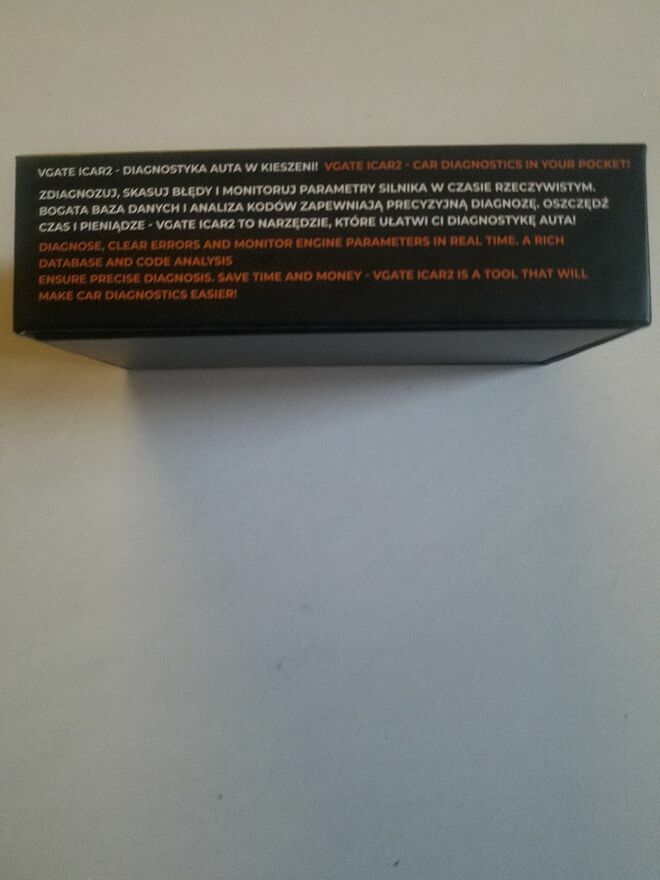 VGATE ICAR2 - DIAGNOSTYKA AUTA W KIESZENI! VGATE ICAR2 - CAR DIAGNOSTICS IN YOUR POCKET!
ZDIAGNOZUJ, SKASUJ BŁĘDY I MONITORUJ PARAMETRY SILNIKA W CZASIE RZECZYWISTYM.
BOGATA BAZA DANYCH I ANALIZA KODÓW ZAPEWNIAJĄ PRECYZYJNĄ DIAGNOZĘ. OSZCZĘDŹ
CZAS I PIENIĄDZE - VGATE ICAR2 TO NARZĘDZIE, KTÓRE UŁATWI CI DIAGNOSTYKĘ AUTA!
DIAGNOSE, CLEAR ERRORS AND MONITOR ENGINE PARAMETERS IN REAL TIME. A RICH
DATABASE AND CODE ANALYSIS
ENSURE PRECISE DIAGNOSIS. SAVE TIME AND MONEY - VGATE ICAR2 IS A TOOL THAT WILL
MAKE CAR DIAGNOSTICS EASIER!